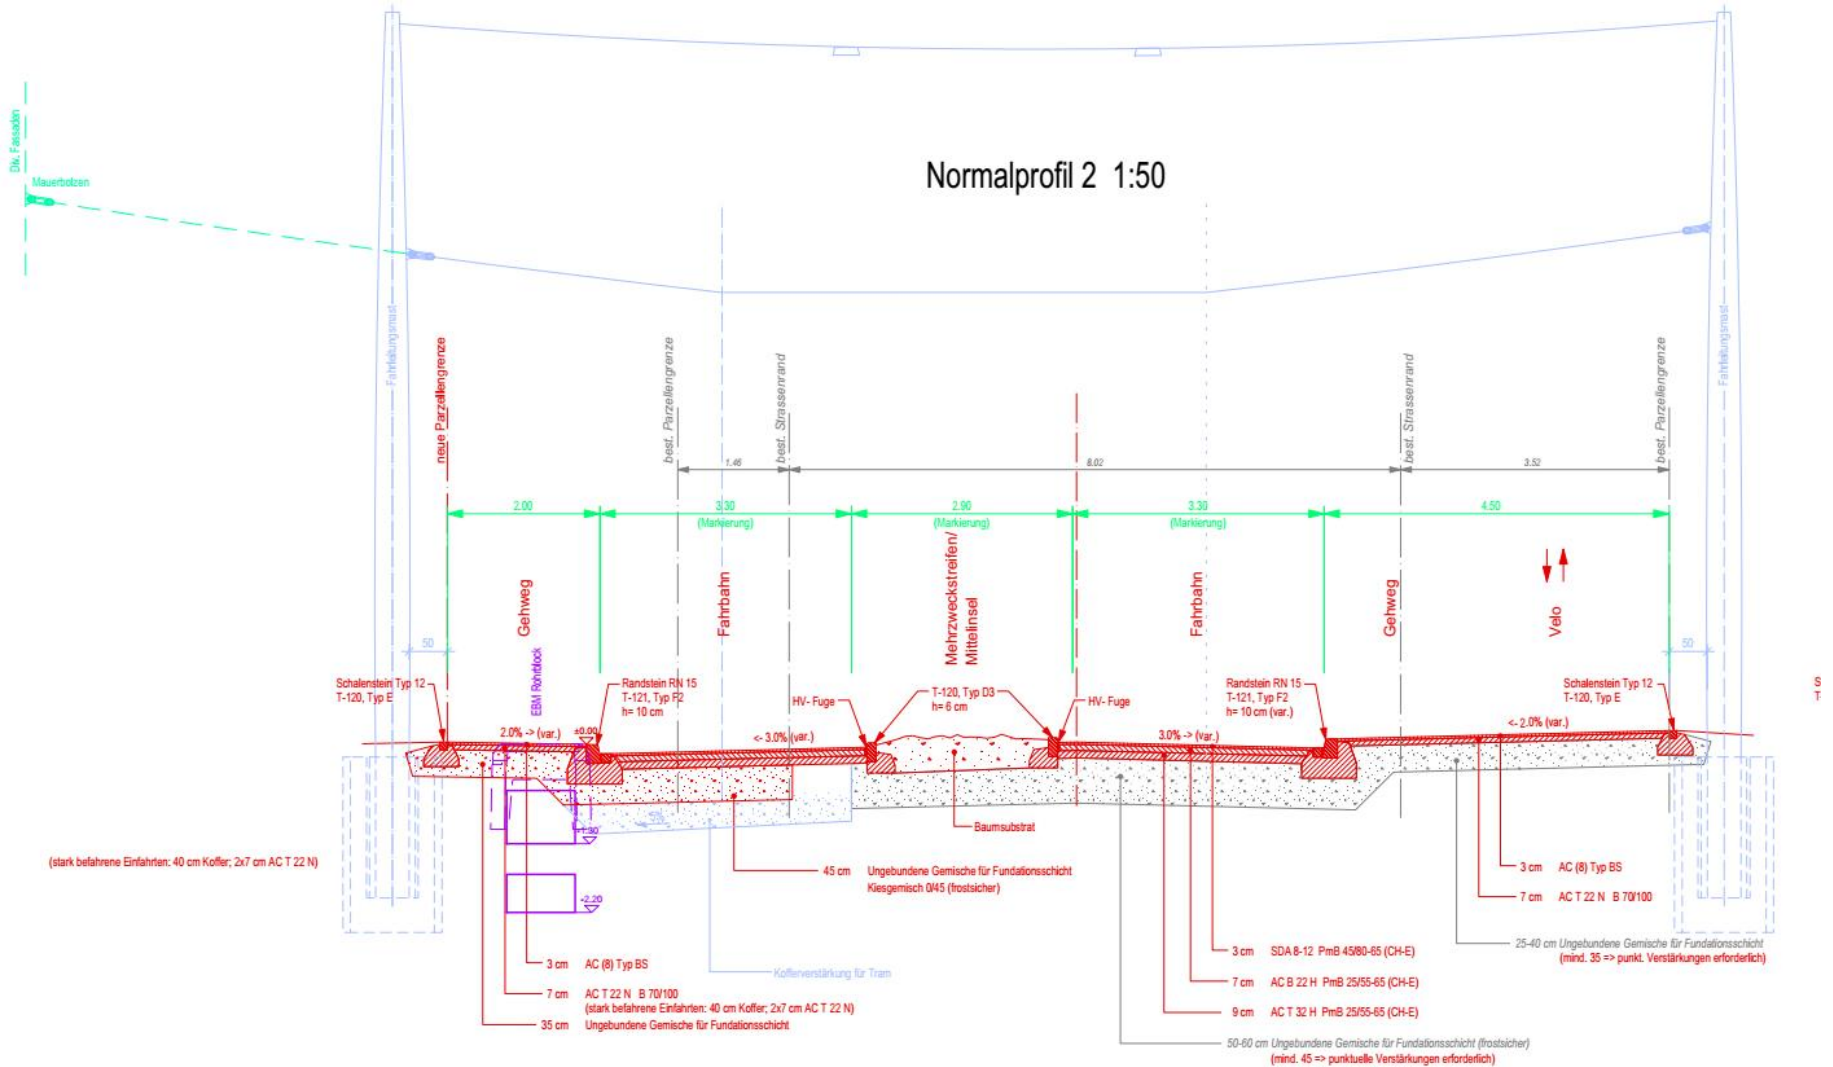 Normalprofil 2  1:50
Div. Fassaden
Mauerbolzen
Fahrleitungsmast
Fahrleitungsmast
neue Parzellengrenze
best. Parzellengrenze
best. Strassenrand
best. Strassenrand
best. Parzellengrenze
1.46
8.02
3.52
2.00
3.30
(Markierung)
2.90
(Markierung)
3.30
(Markierung)
4.50
Gehweg
Fahrbahn
Mehrzweckstreifen/
Mittelinsel
Fahrbahn
Gehweg
Velo
50
50
EBM Rohrblock
Schalenstein Typ 12
T-120, Typ E
Randstein RN 15
T-121, Typ F2
h= 10 cm
HV- Fuge
T-120, Typ D3
h= 6 cm
HV- Fuge
Randstein RN 15
T-121, Typ F2
h= 10 cm (var.)
Schalenstein Typ 12
T-120, Typ E
S
T-
2.0% -> (var.)
±0.00
<- 3.0% (var.)
3.0% -> (var.)
<- 2.0% (var.)
5%
-1.30
-2.20
Baumsubstrat
(stark befahrene Einfahrten: 40 cm Koffer; 2x7 cm AC T 22 N)
45 cm Ungebundene Gemische für Fundationsschicht
Kiesgemisch 0/45 (frostsicher)
3 cm AC (8) Typ BS
7 cm AC T 22 N B 70/100
3 cm AC (8) Typ BS
7 cm AC T 22 N B 70/100
(stark befahrene Einfahrten: 40 cm Koffer; 2x7 cm AC T 22 N)
35 cm Ungebundene Gemische für Fundationsschicht
Kofferverstärkung für Tram
3 cm SDA 8-12 PmB 45/80-65 (CH-E)
7 cm AC B 22 H PmB 25/55-65 (CH-E)
9 cm AC T 32 H PmB 25/55-65 (CH-E)
25-40 cm Ungebundene Gemische für Fundationsschicht
(mind. 35 => punkt. Verstärkungen erforderlich)
50-60 cm Ungebundene Gemische für Fundationsschicht (frostsicher)
(mind. 45 => punktuelle Verstärkungen erforderlich)